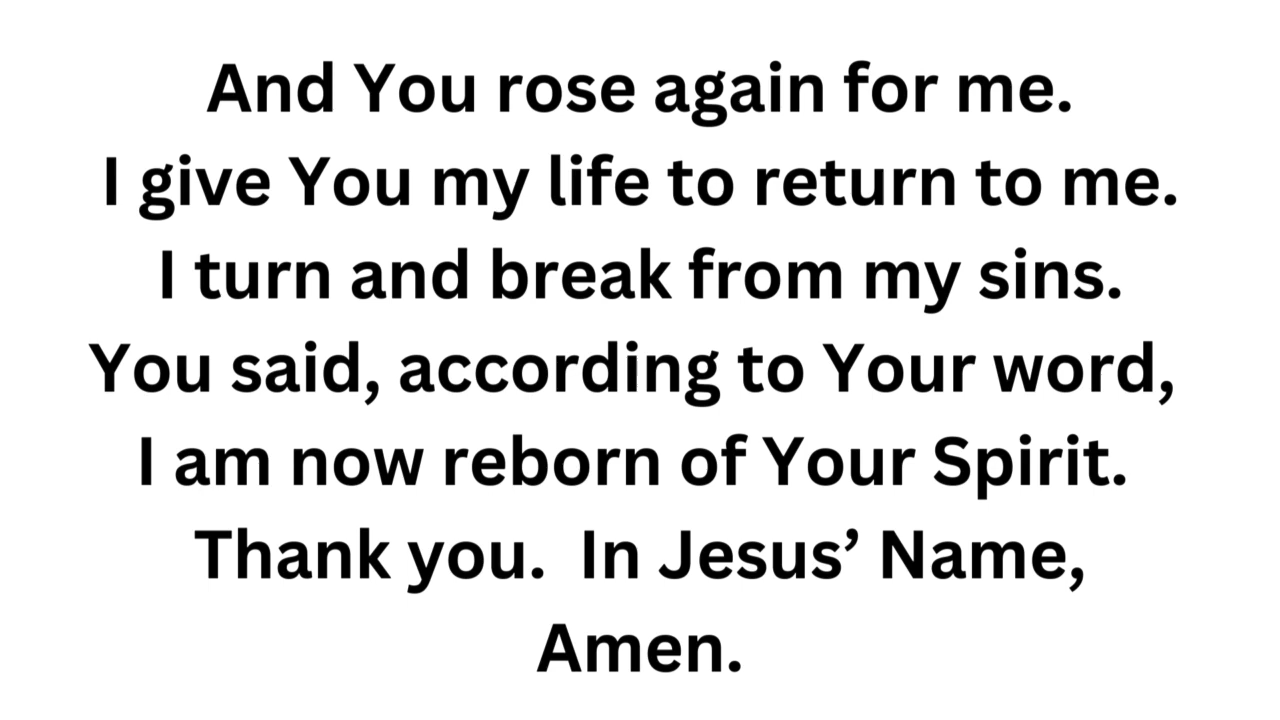 And You rose again for me.
I give You my life to return to me.
I turn and break from my sins.
You said, according to Your word,
I am now reborn of Your Spirit.
Thank you.  In Jesus’ Name,
Amen.